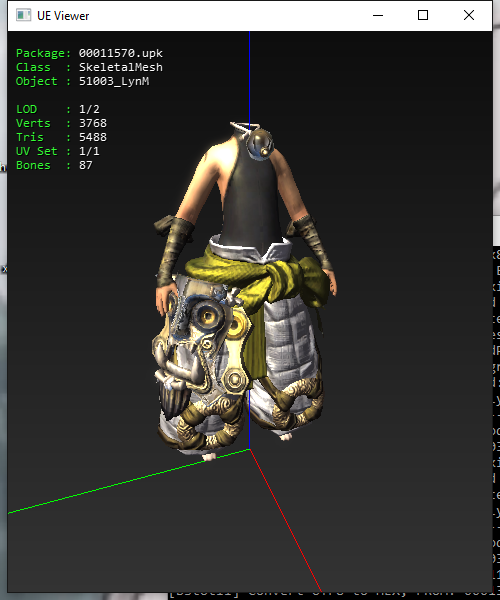 UE Viewer
Package: 00011570.upk
Class : SkeletalMesh
Object : 51003_LynM
LOD : 1/2
Verts : 3768
Tris : 5488
UV Set : 1/1
Bones : 87